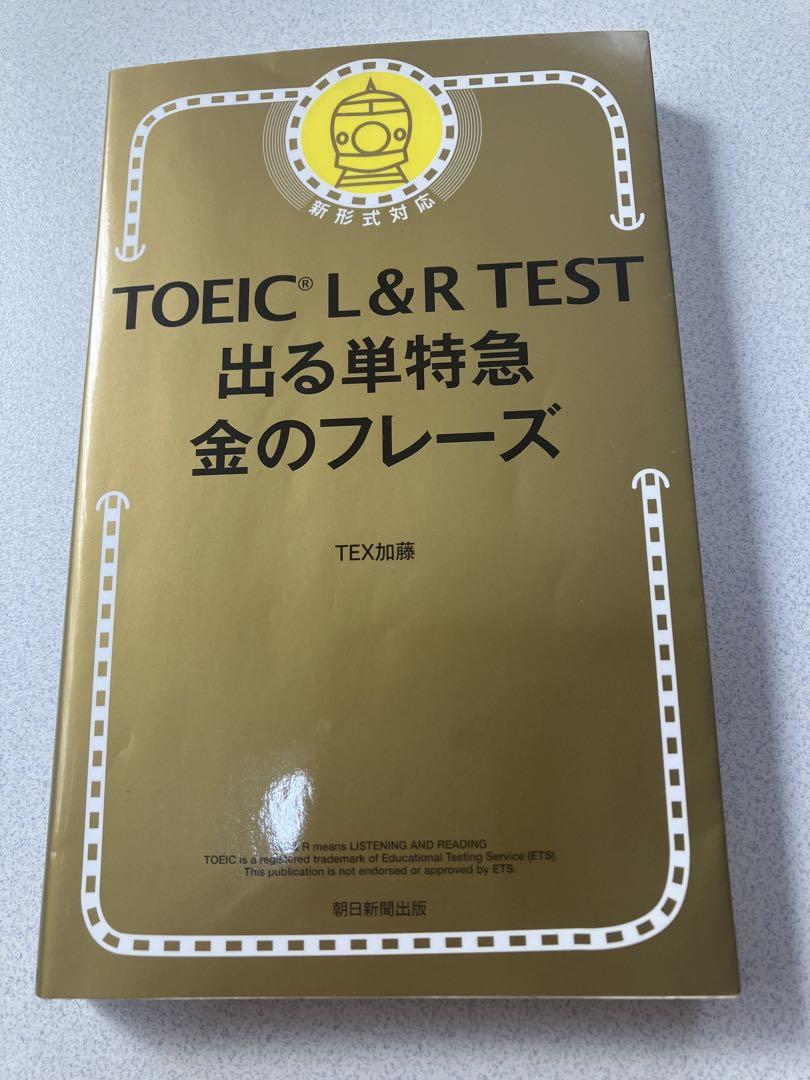 新形式対応
TOEIC® L&R TEST
出る単特急
金のフレーズ
TEX加藤
& R means LISTENING AND READING
TOEIC is a registered trademark of Educational Testing Service (ETS).
This publication is not endorsed or approved by ETS.
朝日新聞出版